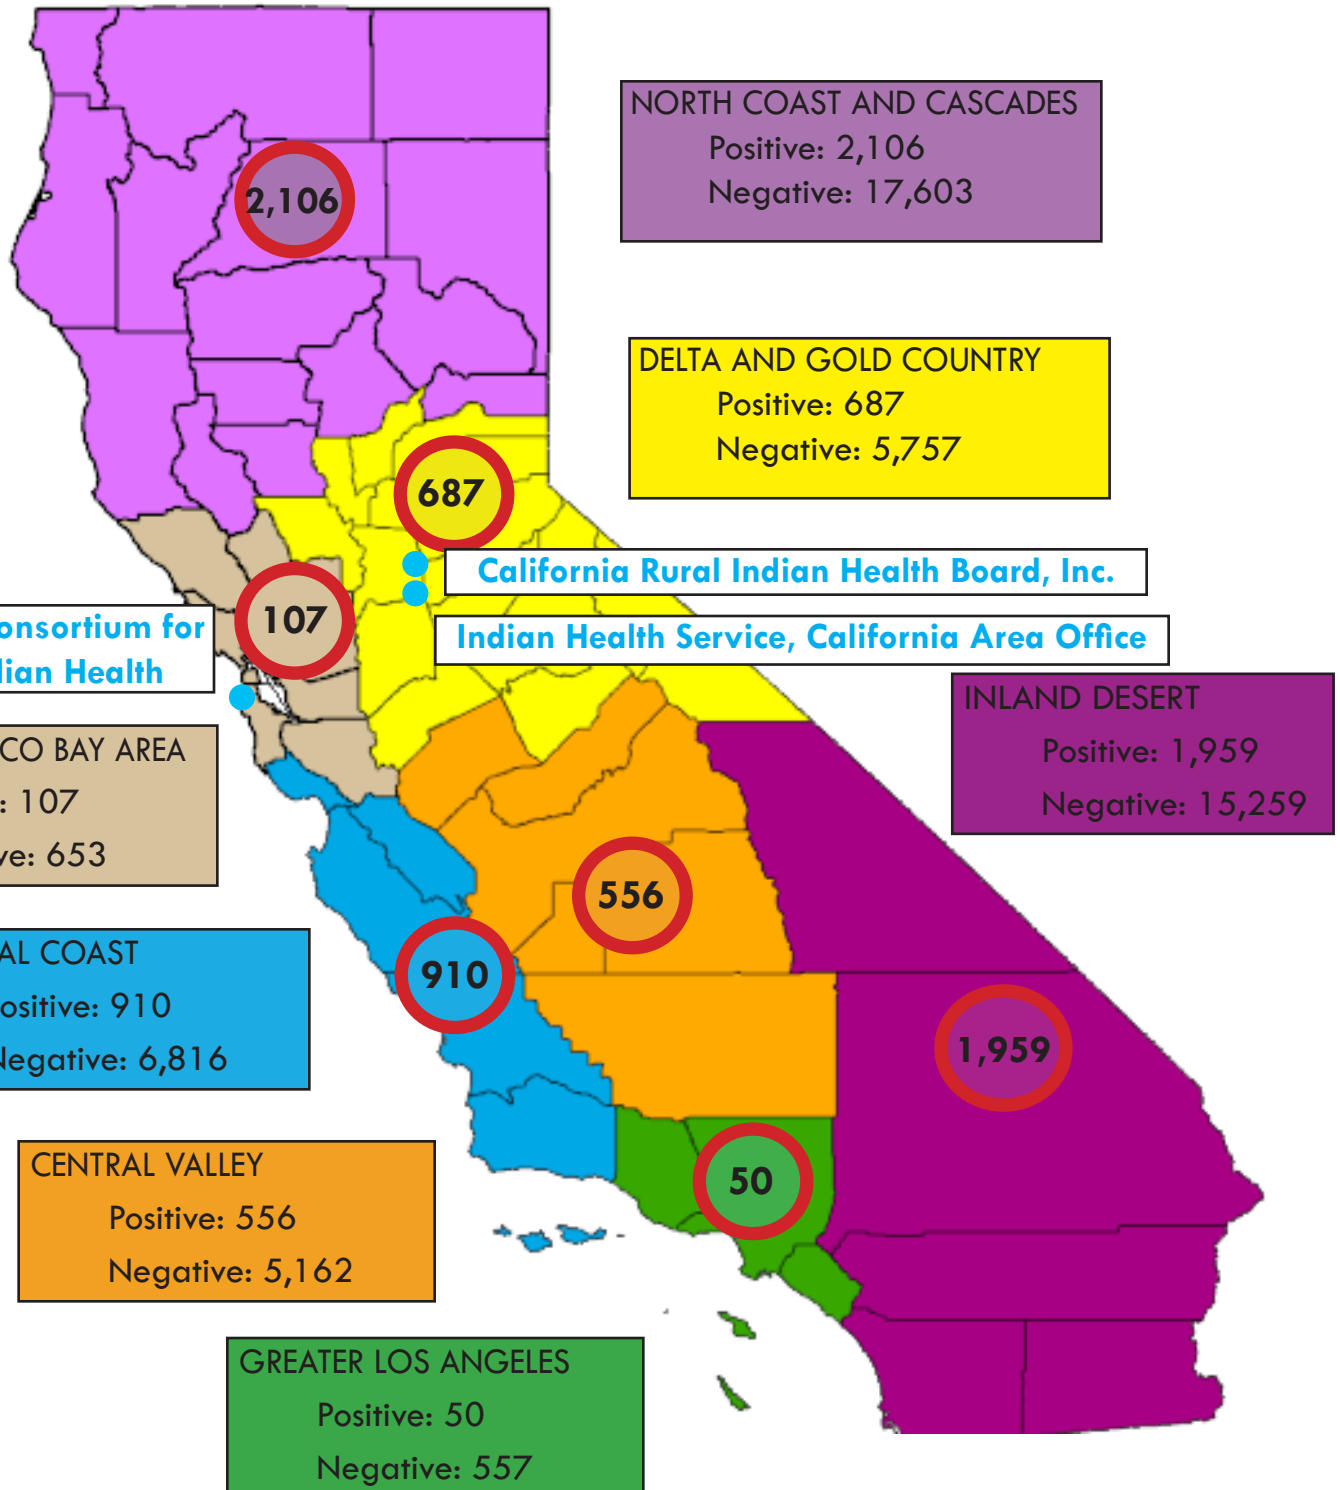 NORTH COAST AND CASCADES
Positive: 2,106
Negative: 17,603
2,106
DELTA AND GOLD COUNTRY
Positive: 687
Negative: 5,757
687
California Rural Indian Health Board, Inc.
107
onsortium for
dian Health
Indian Health Service, California Area Office
INLAND DESERT
Positive: 1,959
Negative: 15,259
CO BAY AREA
: 107
ve: 653
556
AL COAST
ositive: 910
Negative: 6,816
910
1,959
CENTRAL VALLEY
Positive: 556
Negative: 5,162
50
GREATER LOS ANGELES
Positive: 50
Negative: 557